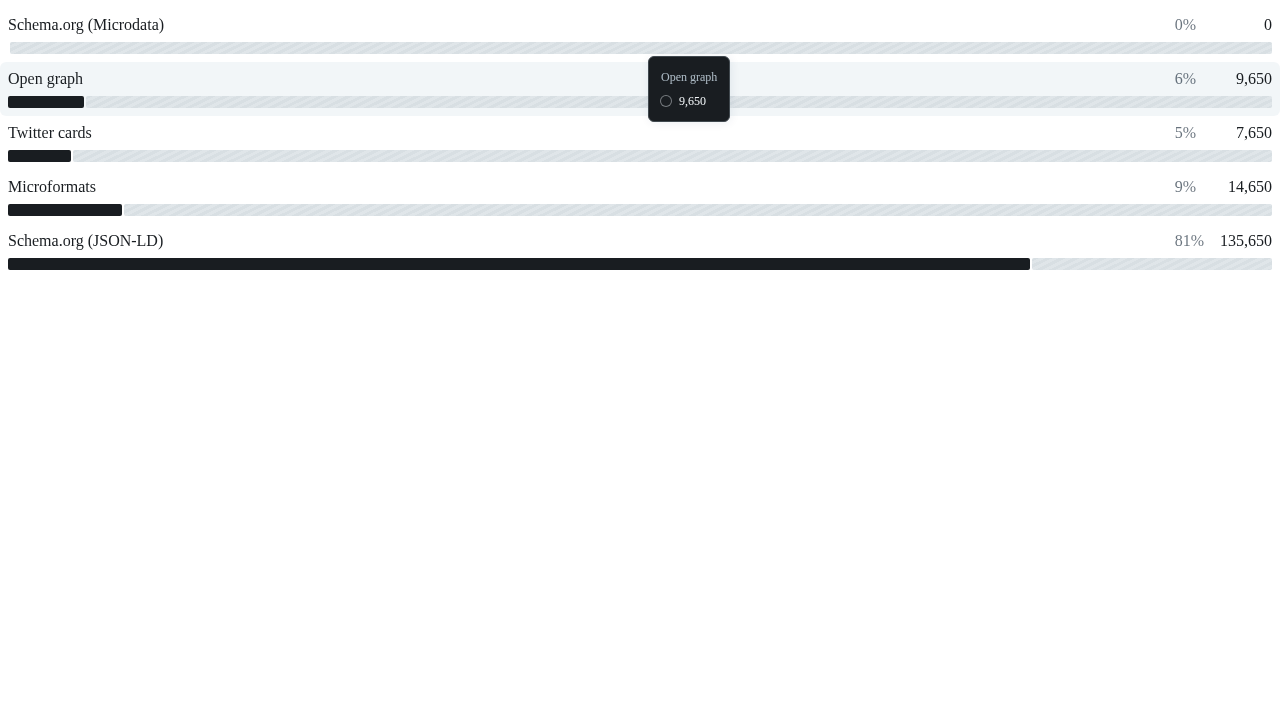 Schema.org (Microdata) 0% 0
Open graph 6% 9,650
Open graph
9,650
Twitter cards 5% 7,650
Microformats 9% 14,650
Schema.org (JSON-LD) 81% 135,650